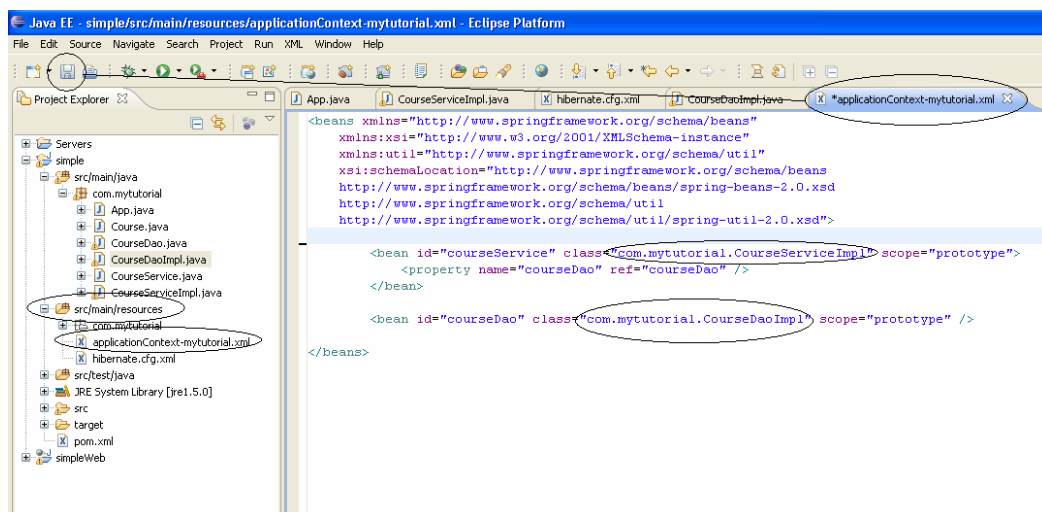 Java EE - simple/src/main/resources/applicationContext-mytutorial.xml - Eclipse Platform
File Edit Source Navigate Search Project Run XML Window Help
Project Explorer
App.java CourseServiceImpl.java hibernate.cfg.xml CourseDaoImpl.java *applicationContext-mytutorial.xml
Servers
simple
src/main/java
com.mytutorial
App.java
Course.java
CourseDao.java
CourseDaoImpl.java
CourseService.java
CourseServiceImpl.java
src/main/resources
com.mytutorial
applicationContext-mytutorial.xml
hibernate.cfg.xml
src/test/java
JRE System Library [jre1.5.0]
src
target
pom.xml
simpleWeb
<beans xmlns="http://www.springframework.org/schema/beans"
xmlns:xsi="http://www.w3.org/2001/XMLSchema-instance"
xmlns:util="http://www.springframework.org/schema/util"
xsi:schemaLocation="http://www.springframework.org/schema/beans
http://www.springframework.org/schema/beans/spring-beans-2.0.xsd
http://www.springframework.org/schema/util
http://www.springframework.org/schema/util/spring-util-2.0.xsd">
<bean id="courseService" class="com.mytutorial.CourseServiceImpl" scope="prototype">
<property name="courseDao" ref="courseDao" />
</bean>
<bean id="courseDao" class="com.mytutorial.CourseDaoImpl" scope="prototype" />
</beans>